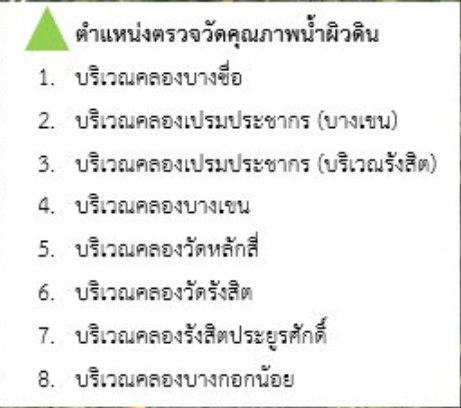 ตำแหน่งตรวจวัดคุณภาพน้ำผิวดิน
1. บริเวณคลองบางซื่อ
2. บริเวณคลองเปรมประชากร (บางเขน)
3. บริเวณคลองเปรมประชากร (บริเวณรังสิต)
4. บริเวณคลองบางเขน
5. บริเวณคลองวัดหลักสี่
6. บริเวณคลองวัดรังสิต
7. บริเวณคลองรังสิตประยูรศักดิ์
8. บริเวณคลองบางกอกน้อย